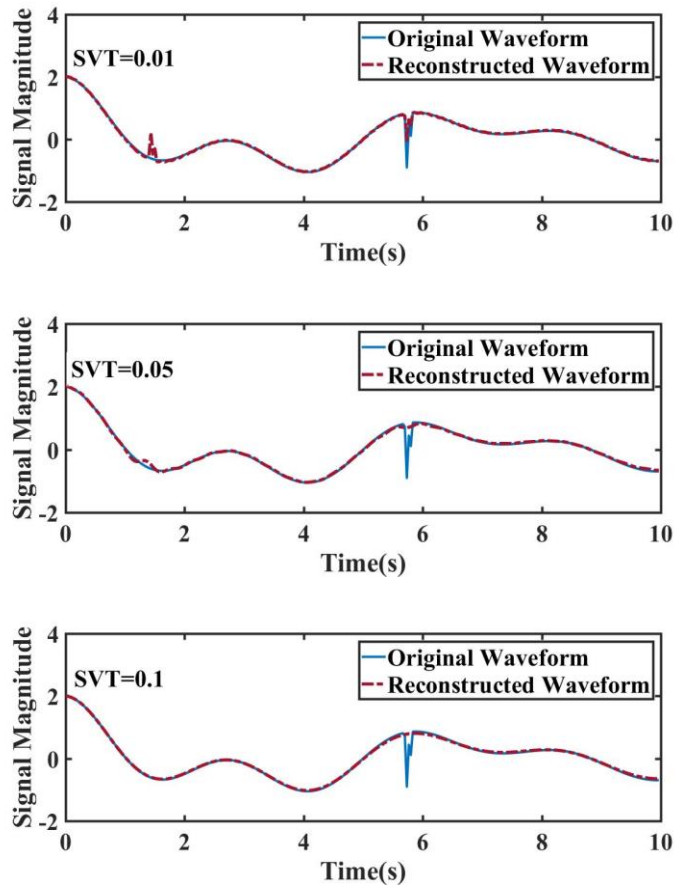 4
2
0
-2
Signal Magnitude
SVT=0.01
Original Waveform
Reconstructed Waveform
0 2 4 6 8 10
Time(s)
4
2
0
-2
Signal Magnitude
SVT=0.05
Original Waveform
Reconstructed Waveform
0 2 4 6 8 10
Time(s)
4
2
0
-2
Signal Magnitude
SVT=0.1
Original Waveform
Reconstructed Waveform
0 2 4 6 8 10
Time(s)